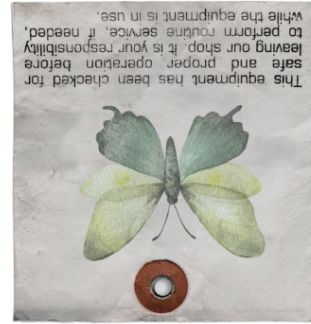 This equipment has been checked for
safe and proper operation before
leaving our shop. It is your responsibility
to perform routine service, if needed,
while the equipment is in use.